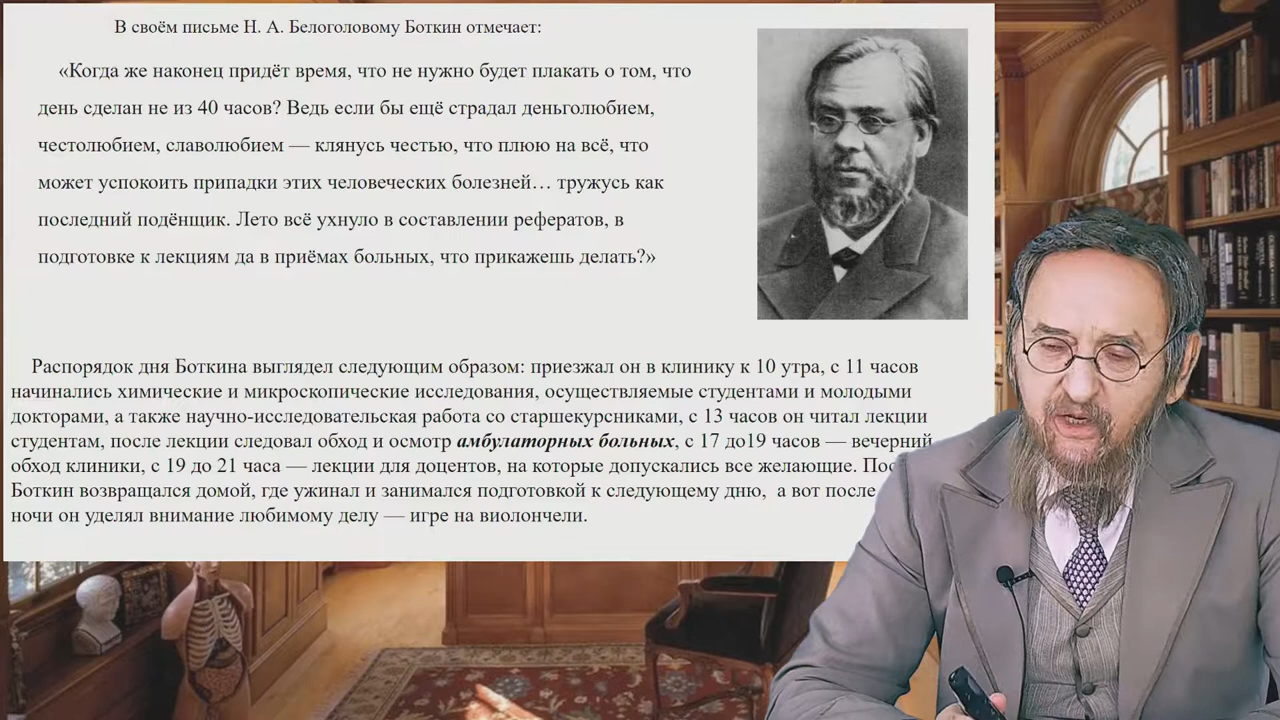 В своём письме Н. А. Белоголовому Боткин отмечает:
«Когда же наконец придёт время, что не нужно будет плакать о том, что
день сделан не из 40 часов? Ведь если бы ещё страдал деньголюбием,
честолюбием, славолюбием — клянусь честью, что плюю на всё, что
может успокоить припадки этих человеческих болезней… тружусь как
последний подёнщик. Лето всё ухнуло в составлении рефератов, в
подготовке к лекциям да в приёмах больных, что прикажешь делать?»
Распорядок дня Боткина выглядел следующим образом: приезжал он в клинику к 10 утра, с 11 часов
начинались химические и микроскопические исследования, осуществляемые студентами и молодыми
докторами, а также научно-исследовательская работа со старшекурсниками, с 13 часов он читал лекции
студентам, после лекции следовал обход и осмотр амбулаторных больных, с 17 до19 часов — вечерний
обход клиники, с 19 до 21 часа — лекции для доцентов, на которые допускались все желающие.
Боткин возвращался домой, где ужинал и занимался подготовкой к следующему дню, а вот после
ночи он уделял внимание любимому делу — игре на виолончели.